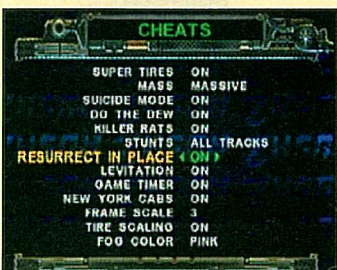 CHEATS
SUPER TIRES ON
MASS MASSIVE
SUICIDE MODE ON
DO THE DEW ON
KILLER RATS ON
STUNTS ALL TRACKS
RESURRECT IN PLACE ON
LEVITATION ON
GAME TIMER ON
NEW YORK CABS ON
FRAME SCALE 3
TIRE SCALING ON
FOG COLOR PINK